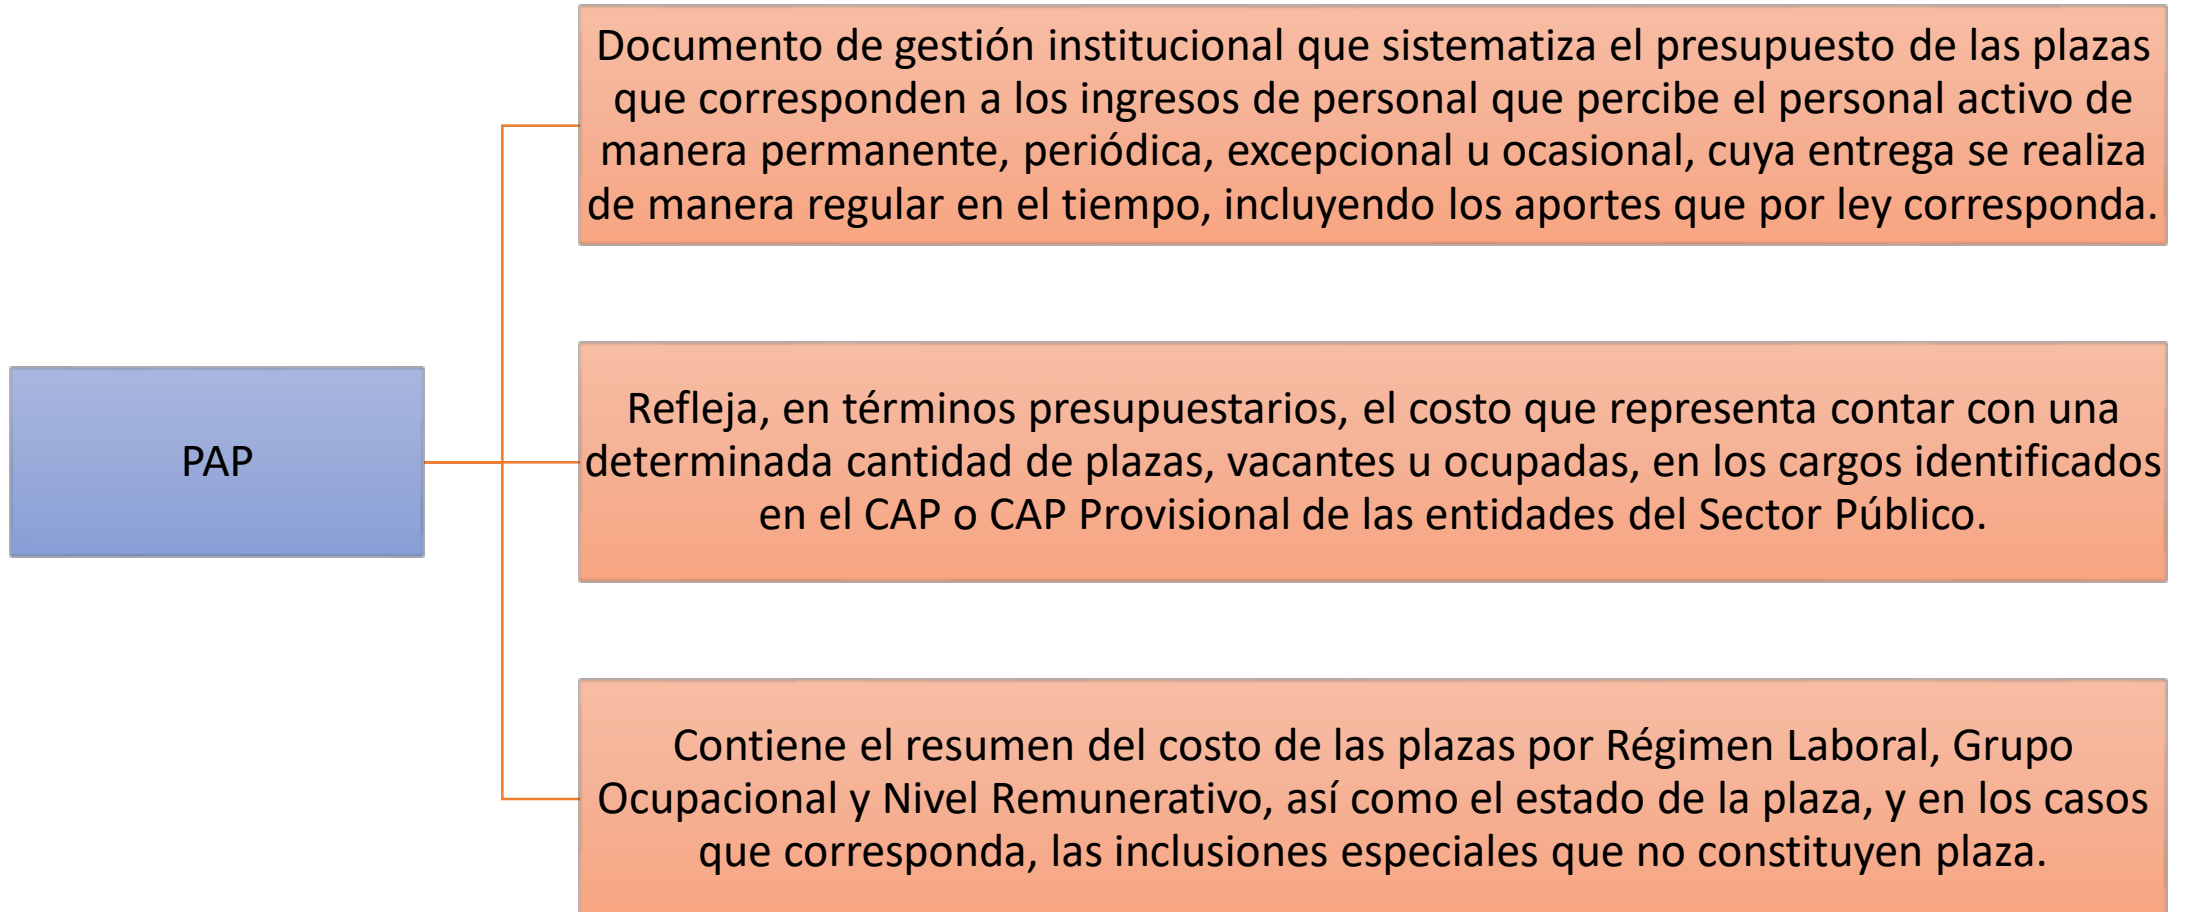 Documento de gestión institucional que sistematiza el presupuesto de las plazas
que corresponden a los ingresos de personal que percibe el personal activo de
manera permanente, periódica, excepcional u ocasional, cuya entrega se realiza
de manera regular en el tiempo, incluyendo los aportes que por ley corresponda.
PAP
Refleja, en términos presupuestarios, el costo que representa contar con una
determinada cantidad de plazas, vacantes u ocupadas, en los cargos identificados
en el CAP o CAP Provisional de las entidades del Sector Público.
Contiene el resumen del costo de las plazas por Régimen Laboral, Grupo
Ocupacional y Nivel Remunerativo, así como el estado de la plaza, y en los casos
que corresponda, las inclusiones especiales que no constituyen plaza.